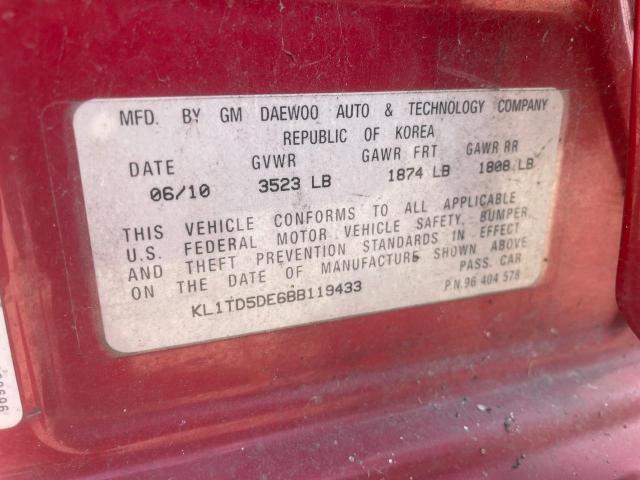 MFD. BY GM DAEWOO AUTO & TECHNOLOGY COMPANY
REPUBLIC OF KOREA
DATE GVWR GAWR FRT GAWR RR
06/10 3523 LB 1874 LB 1808 LB
THIS VEHICLE CONFORMS TO ALL APPLICABLE
U.S. FEDERAL MOTOR VEHICLE SAFETY, BUMPER
AND THEFT PREVENTION STANDARDS IN EFFECT
ON THE DATE OF MANUFACTURE SHOWN ABOVE
KL1TD5DE6BB119433 PASS. CAR
P.N.96 404 578